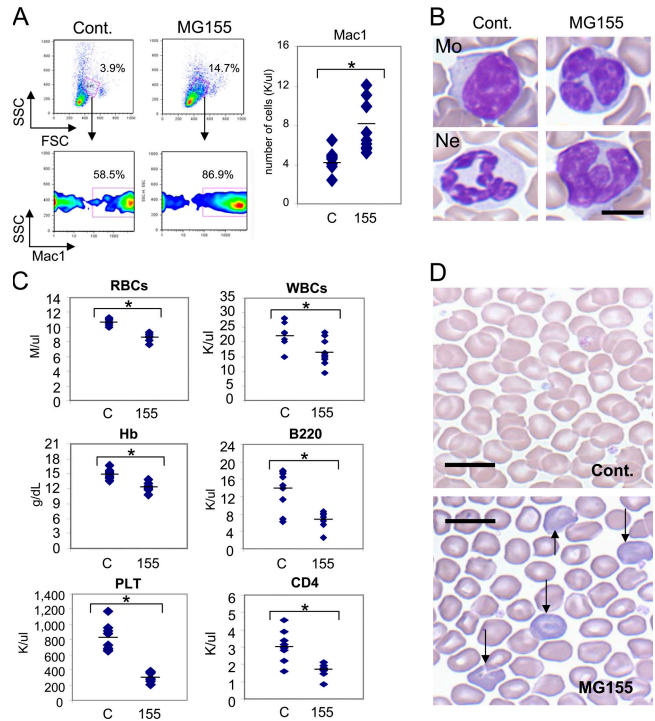 A
Cont.
MG155
3.9%
14.7%
SSC
FSC
58.5%
86.9%
SSC
Mac1
Mac1
number of cells (K/ul)
16
12
8
4
0
*
C 155
B
Cont.
MG155
Mo
Ne
C
RBCs
M/ul
14
12
10
8
6
4
2
0
*
C 155
WBCs
K/ul
35
30
25
20
15
10
5
0
*
C 155
Hb
g/dL
21
18
15
12
9
6
3
0
*
C 155
B220
K/ul
24
20
16
12
8
4
0
*
C 155
PLT
K/ul
1,400
1,200
1,000
800
600
400
200
0
*
C 155
CD4
K/ul
6
5
4
3
2
1
0
*
C 155
D
Cont.
MG155